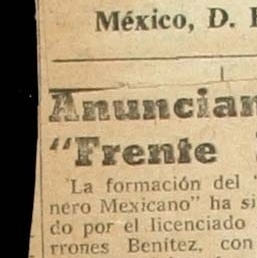 México, D.
Anuncian
"Frente
La formación del "
nero Mexicano" ha si
do por el licenciado
rrones Benítez, con